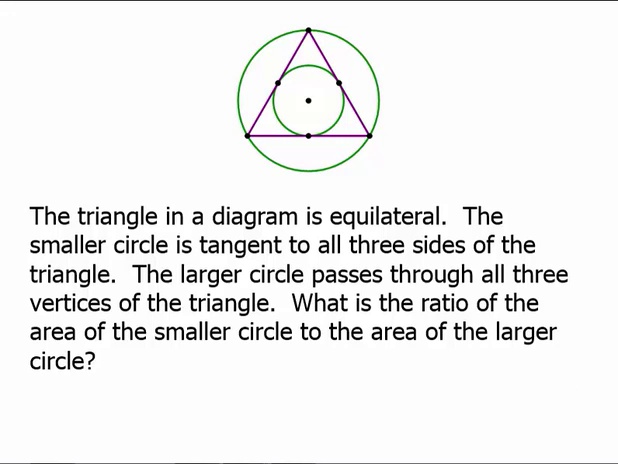 The triangle in a diagram is equilateral. The
smaller circle is tangent to all three sides of the
triangle. The larger circle passes through all three
vertices of the triangle. What is the ratio of the
area of the smaller circle to the area of the larger
circle?